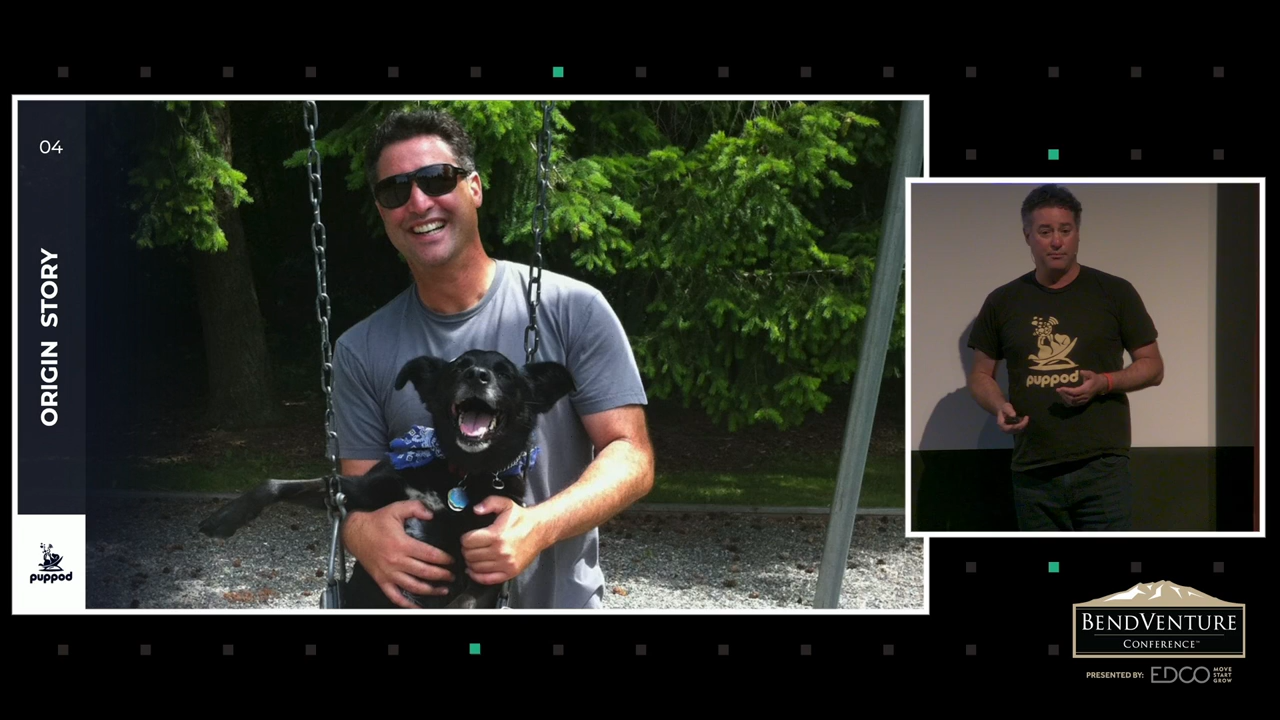 04
ORIGIN STORY
puppod
puppod
BENDVENTURE
CONFERENCE™
PRESENTED BY: EDCO MOVE
START
GROW